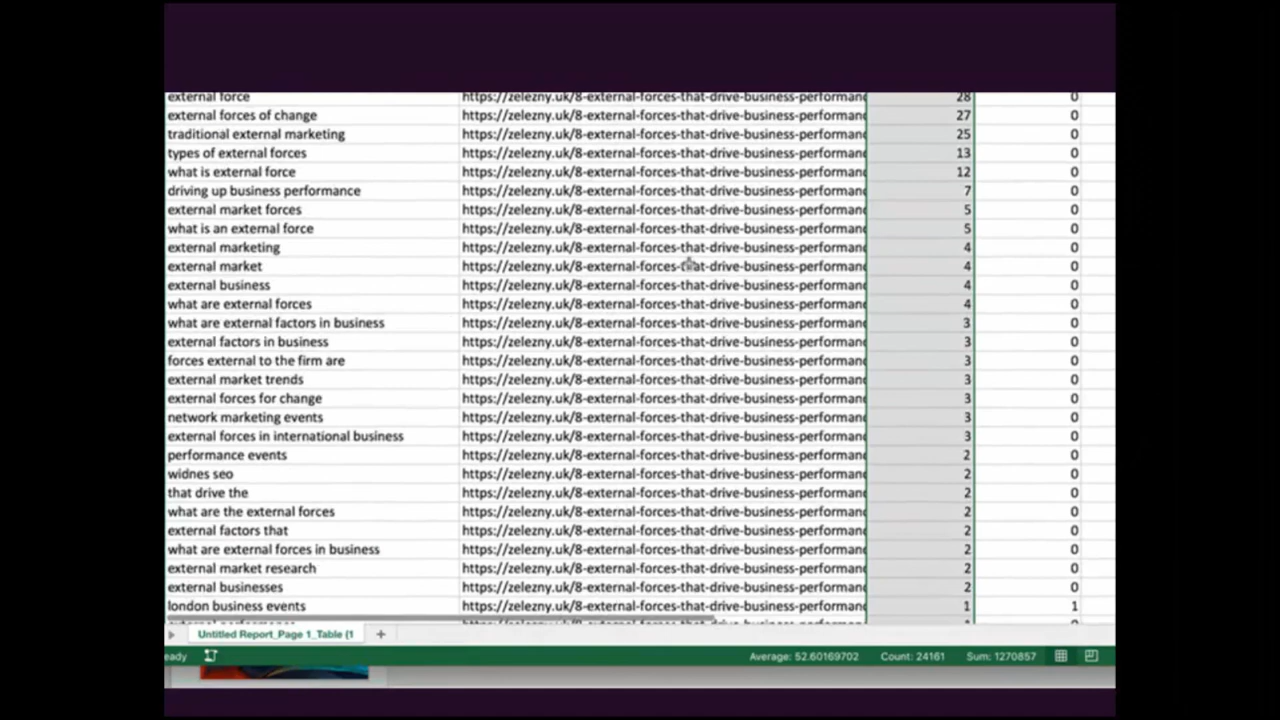 external force https://zelezny.uk/8-external-forces-that-drive-business-performanc 28 0
external forces of change https://zelezny.uk/8-external-forces-that-drive-business-performanc 27 0
traditional external marketing https://zelezny.uk/8-external-forces-that-drive-business-performanc 25 0
types of external forces https://zelezny.uk/8-external-forces-that-drive-business-performanc 13 0
what is external force https://zelezny.uk/8-external-forces-that-drive-business-performanc 12 0
driving up business performance https://zelezny.uk/8-external-forces-that-drive-business-performanc 7 0
external market forces https://zelezny.uk/8-external-forces-that-drive-business-performanc 5 0
what is an external force https://zelezny.uk/8-external-forces-that-drive-business-performanc 5 0
external marketing https://zelezny.uk/8-external-forces-that-drive-business-performanc 4 0
external market https://zelezny.uk/8-external-forces-that-drive-business-performanc 4 0
external business https://zelezny.uk/8-external-forces-that-drive-business-performanc 4 0
what are external forces https://zelezny.uk/8-external-forces-that-drive-business-performanc 4 0
what are external factors in business https://zelezny.uk/8-external-forces-that-drive-business-performanc 3 0
external factors in business https://zelezny.uk/8-external-forces-that-drive-business-performanc 3 0
forces external to the firm are https://zelezny.uk/8-external-forces-that-drive-business-performanc 3 0
external market trends https://zelezny.uk/8-external-forces-that-drive-business-performanc 3 0
external forces for change https://zelezny.uk/8-external-forces-that-drive-business-performanc 3 0
network marketing events https://zelezny.uk/8-external-forces-that-drive-business-performanc 3 0
external forces in international business https://zelezny.uk/8-external-forces-that-drive-business-performanc 3 0
performance events https://zelezny.uk/8-external-forces-that-drive-business-performanc 2 0
widnes seo https://zelezny.uk/8-external-forces-that-drive-business-performanc 2 0
that drive the https://zelezny.uk/8-external-forces-that-drive-business-performanc 2 0
what are the external forces https://zelezny.uk/8-external-forces-that-drive-business-performanc 2 0
external factors that https://zelezny.uk/8-external-forces-that-drive-business-performanc 2 0
what are external forces in business https://zelezny.uk/8-external-forces-that-drive-business-performanc 2 0
external market research https://zelezny.uk/8-external-forces-that-drive-business-performanc 2 0
external businesses https://zelezny.uk/8-external-forces-that-drive-business-performanc 2 0
london business events https://zelezny.uk/8-external-forces-that-drive-business-performanc 1 1
Untitled Report_Page 1_Table (1 +
eady Average: 52.60169702 Count: 24161 Sum: 1270857